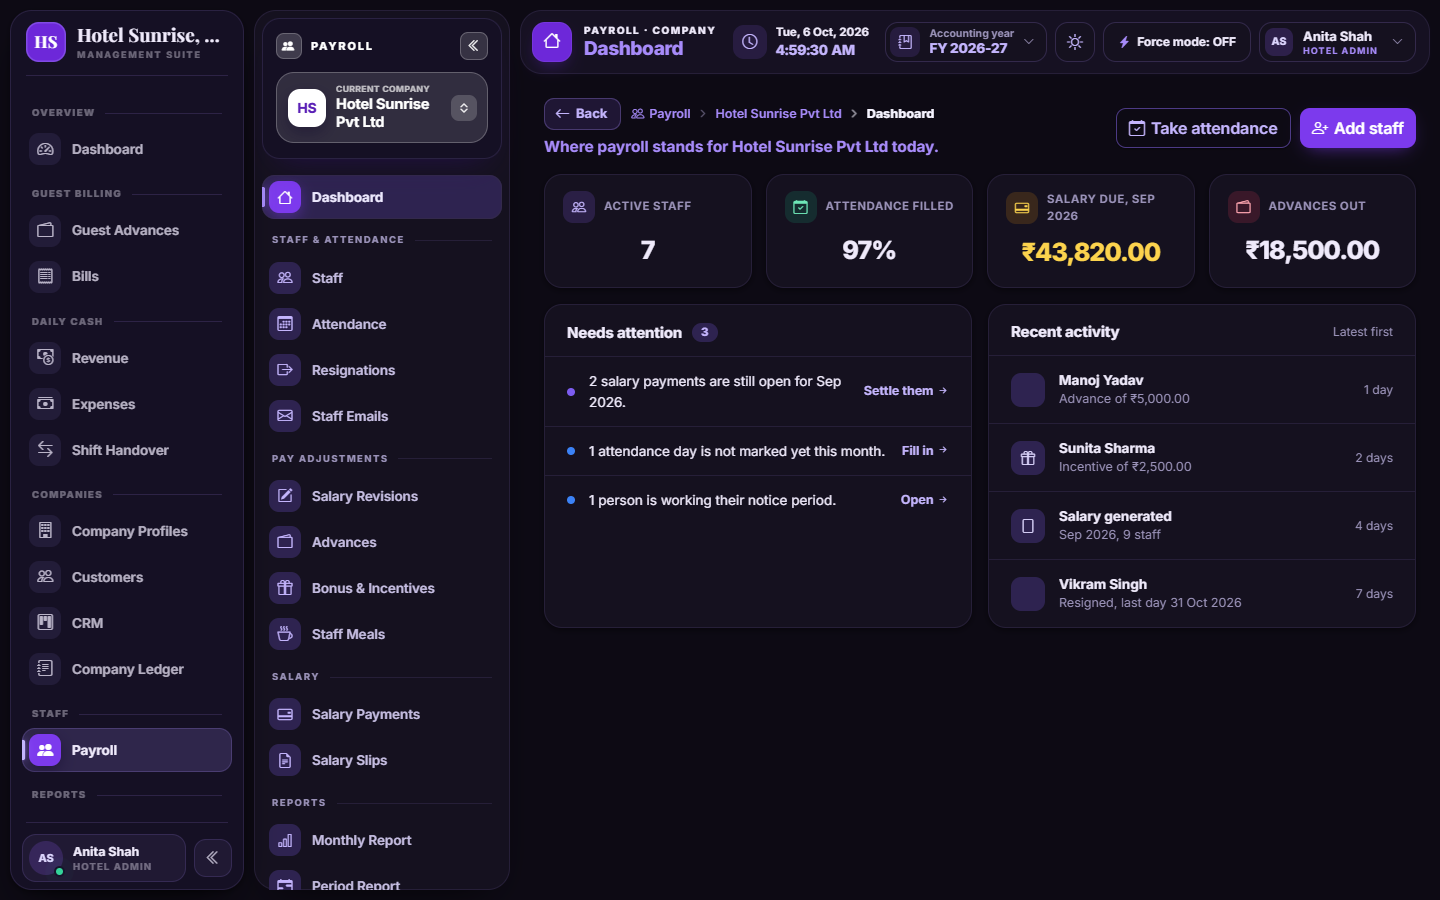 HS
Hotel Sunrise, ...
MANAGEMENT SUITE
OVERVIEW
Dashboard
GUEST BILLING
Guest Advances
Bills
DAILY CASH
Revenue
Expenses
Shift Handover
COMPANIES
Company Profiles
Customers
CRM
Company Ledger
STAFF
Payroll
REPORTS
AS
Anita Shah
HOTEL ADMIN
PAYROLL
HS
CURRENT COMPANY
Hotel Sunrise
Pvt Ltd
Dashboard
STAFF & ATTENDANCE
Staff
Attendance
Resignations
Staff Emails
PAY ADJUSTMENTS
Salary Revisions
Advances
Bonus & Incentives
Staff Meals
SALARY
Salary Payments
Salary Slips
REPORTS
Monthly Report
Period Report
PAYROLL · COMPANY
Dashboard
Tue, 6 Oct, 2026
4:59:30 AM
Accounting year
FY 2026-27
Force mode: OFF
AS
Anita Shah
HOTEL ADMIN
Back
Payroll
Hotel Sunrise Pvt Ltd
Dashboard
Where payroll stands for Hotel Sunrise Pvt Ltd today.
Take attendance
Add staff
ACTIVE STAFF
7
ATTENDANCE FILLED
97%
SALARY DUE, SEP
2026
₹43,820.00
ADVANCES OUT
₹18,500.00
Needs attention 3
2 salary payments are still open for Sep
2026.
Settle them →
1 attendance day is not marked yet this month.
Fill in →
1 person is working their notice period.
Open →
Recent activity
Latest first
Manoj Yadav
Advance of ₹5,000.00
1 day
Sunita Sharma
Incentive of ₹2,500.00
2 days
Salary generated
Sep 2026, 9 staff
4 days
Vikram Singh
Resigned, last day 31 Oct 2026
7 days